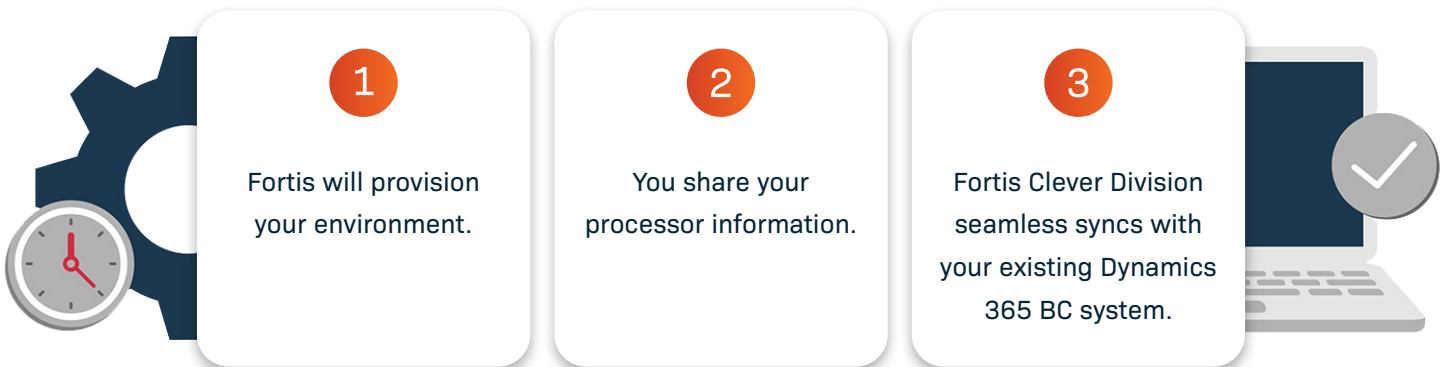 1
Fortis will provision
your environment.
2
You share your
processor information.
3
Fortis Clever Division
seamless syncs with
your existing Dynamics
365 BC system.